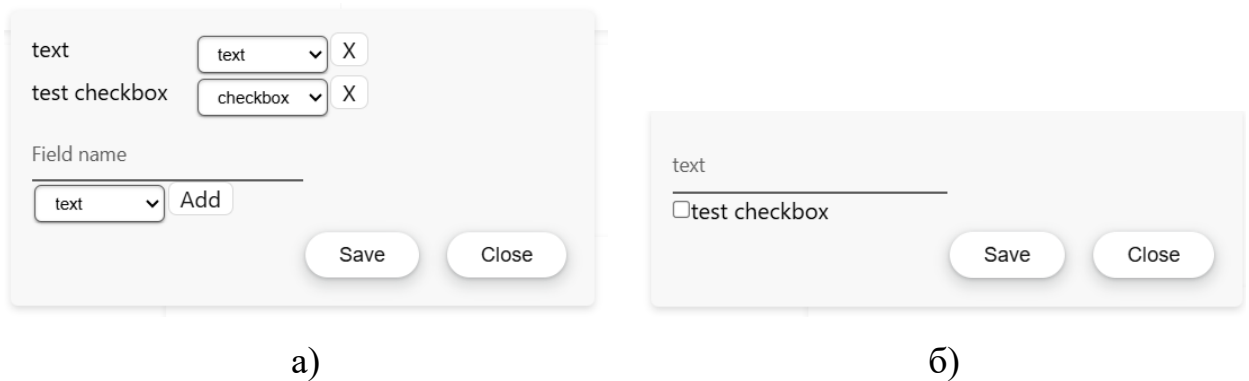 text text X
test checkbox checkbox X
Field name
text Add
Save Close
text
test checkbox
Save Close
а) б)